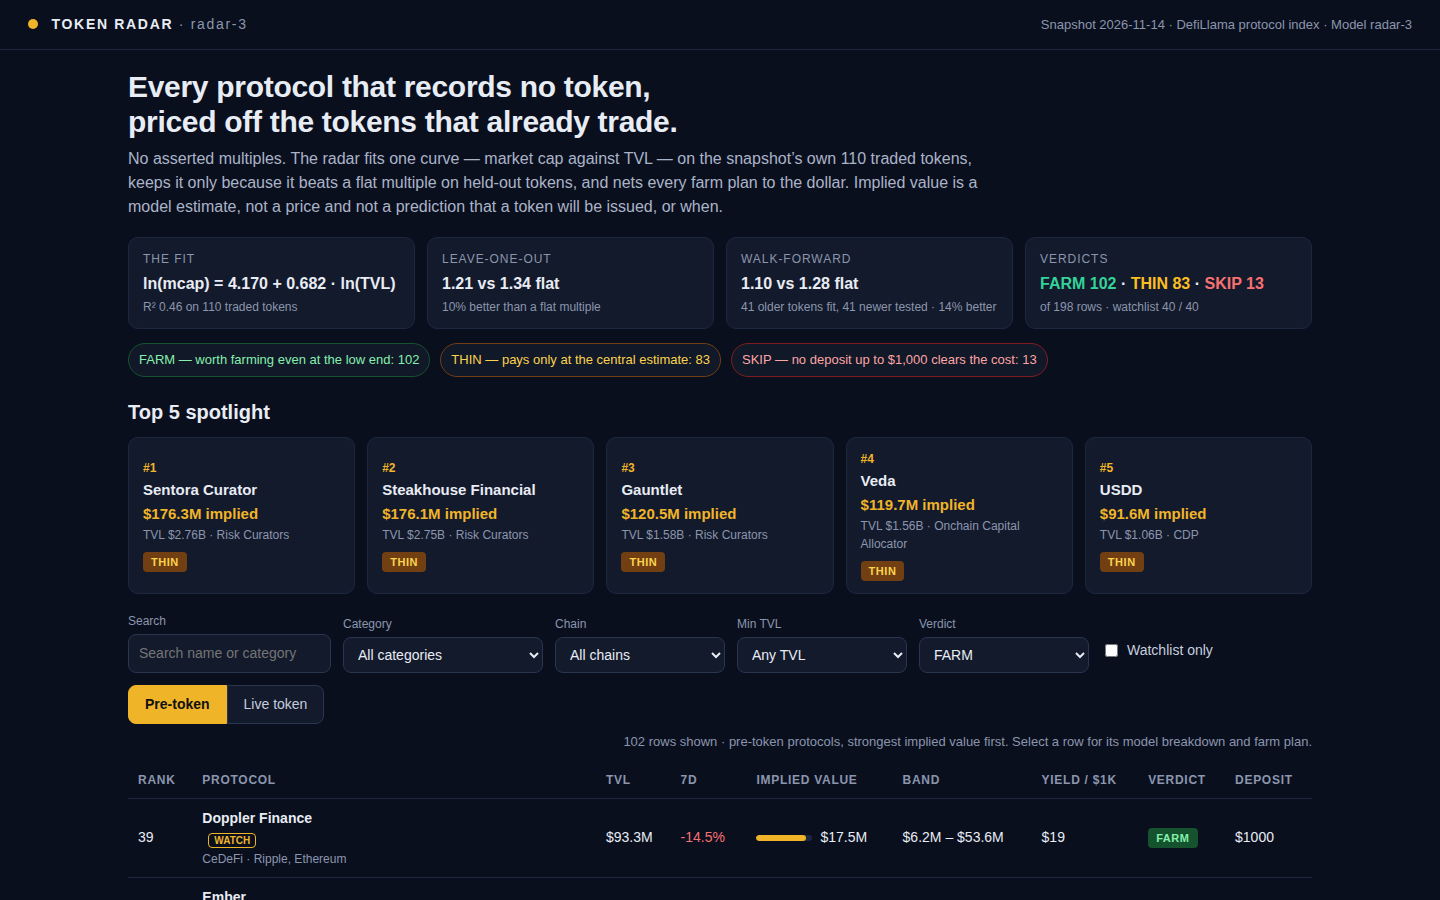 TOKEN RADAR · radar-3
Snapshot 2026-11-14 · DefiLlama protocol index · Model radar-3
Every protocol that records no token,
priced off the tokens that already trade.
No asserted multiples. The radar fits one curve — market cap against TVL — on the snapshot’s own 110 traded tokens,
keeps it only because it beats a flat multiple on held-out tokens, and nets every farm plan to the dollar. Implied value is a
model estimate, not a price and not a prediction that a token will be issued, or when.
THE FIT
ln(mcap) = 4.170 + 0.682 · ln(TVL)
R² 0.46 on 110 traded tokens
LEAVE-ONE-OUT
1.21 vs 1.34 flat
10% better than a flat multiple
WALK-FORWARD
1.10 vs 1.28 flat
41 older tokens fit, 41 newer tested · 14% better
VERDICTS
FARM 102 · THIN 83 · SKIP 13
of 198 rows · watchlist 40 / 40
FARM — worth farming even at the low end: 102
THIN — pays only at the central estimate: 83
SKIP — no deposit up to $1,000 clears the cost: 13
Top 5 spotlight
#1
Sentora Curator
$176.3M implied
TVL $2.76B · Risk Curators
THIN
#2
Steakhouse Financial
$176.1M implied
TVL $2.75B · Risk Curators
THIN
#3
Gauntlet
$120.5M implied
TVL $1.58B · Risk Curators
THIN
#4
Veda
$119.7M implied
TVL $1.56B · Onchain Capital
Allocator
THIN
#5
USDD
$91.6M implied
TVL $1.06B · CDP
THIN
Search
Search name or category
Category
All categories
Chain
All chains
Min TVL
Any TVL
Verdict
FARM
Watchlist only
Pre-token
Live token
102 rows shown · pre-token protocols, strongest implied value first. Select a row for its model breakdown and farm plan.
RANK PROTOCOL TVL 7D IMPLIED VALUE BAND YIELD / $1K VERDICT DEPOSIT
39
Doppler Finance
WATCH
CeDeFi · Ripple, Ethereum
$93.3M -14.5% $17.5M $6.2M – $53.6M $19 FARM $1000
Ember